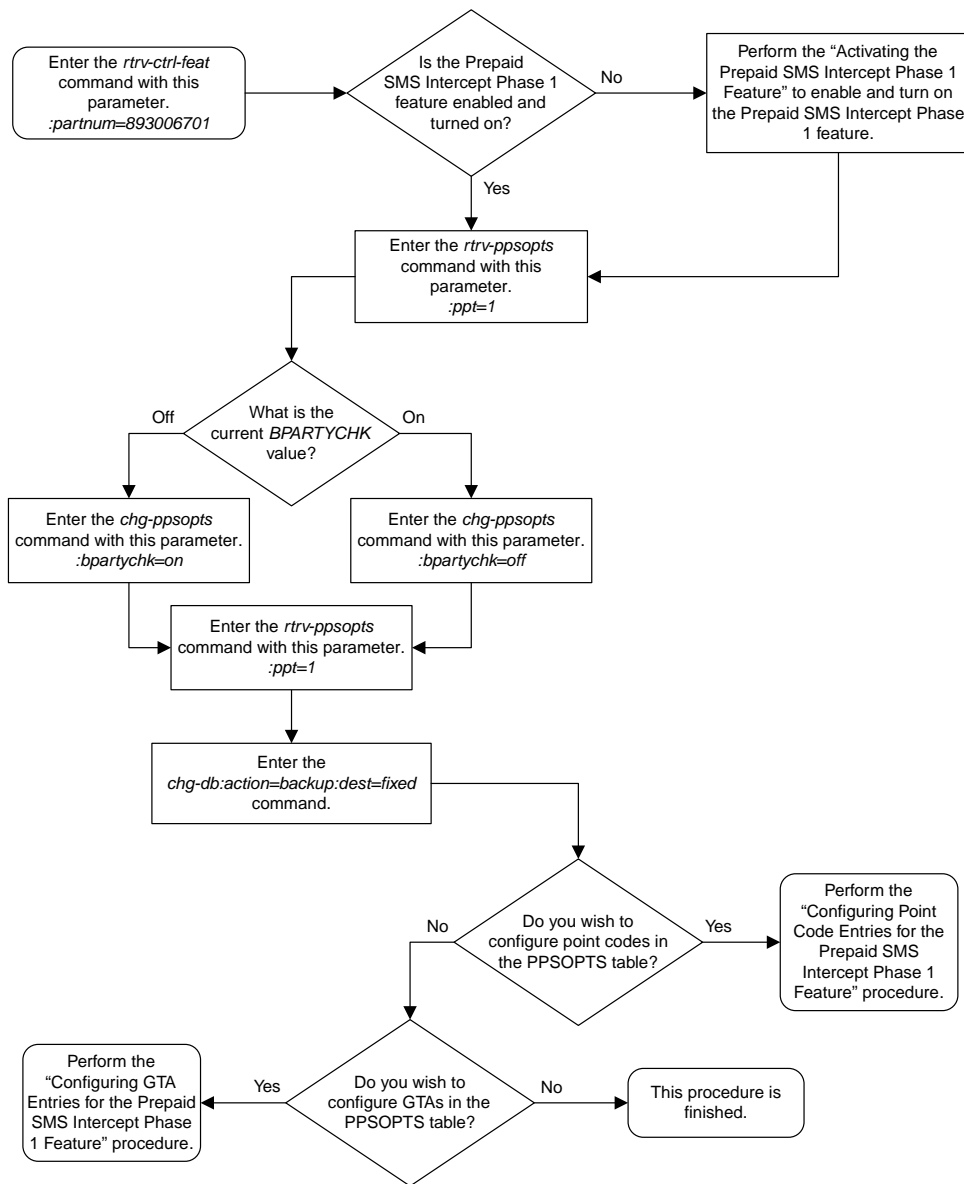 Enter the rtrv-ctrl-feat
command with this
parameter.
:partnum=893006701
Is the Prepaid
SMS Intercept Phase 1
feature enabled and
turned on?
No
Perform the “Activating the
Prepaid SMS Intercept Phase 1
Feature” to enable and turn on
the Prepaid SMS Intercept Phase
1 feature.
Yes
Enter the rtrv-ppsopts
command with this
parameter.
:ppt=1
Off
What is the
current BPARTYCHK
value?
On
Enter the chg-ppsopts
command with this parameter.
:bpartychk=on
Enter the chg-ppsopts
command with this parameter.
:bpartychk=off
Enter the rtrv-ppsopts
command with this parameter.
:ppt=1
Enter the
chg-db:action=backup:dest=fixed
command.
No
Do you wish to
configure point codes in
the PPSOPTS table?
Yes
Perform the
“Configuring Point
Code Entries for the
Prepaid SMS
Intercept Phase 1
Feature” procedure.
Perform the
“Configuring GTA
Entries for the Prepaid
SMS Intercept Phase
1 Feature” procedure.
Yes
Do you wish to
configure GTAs in the
PPSOPTS table?
No
This procedure is
finished.